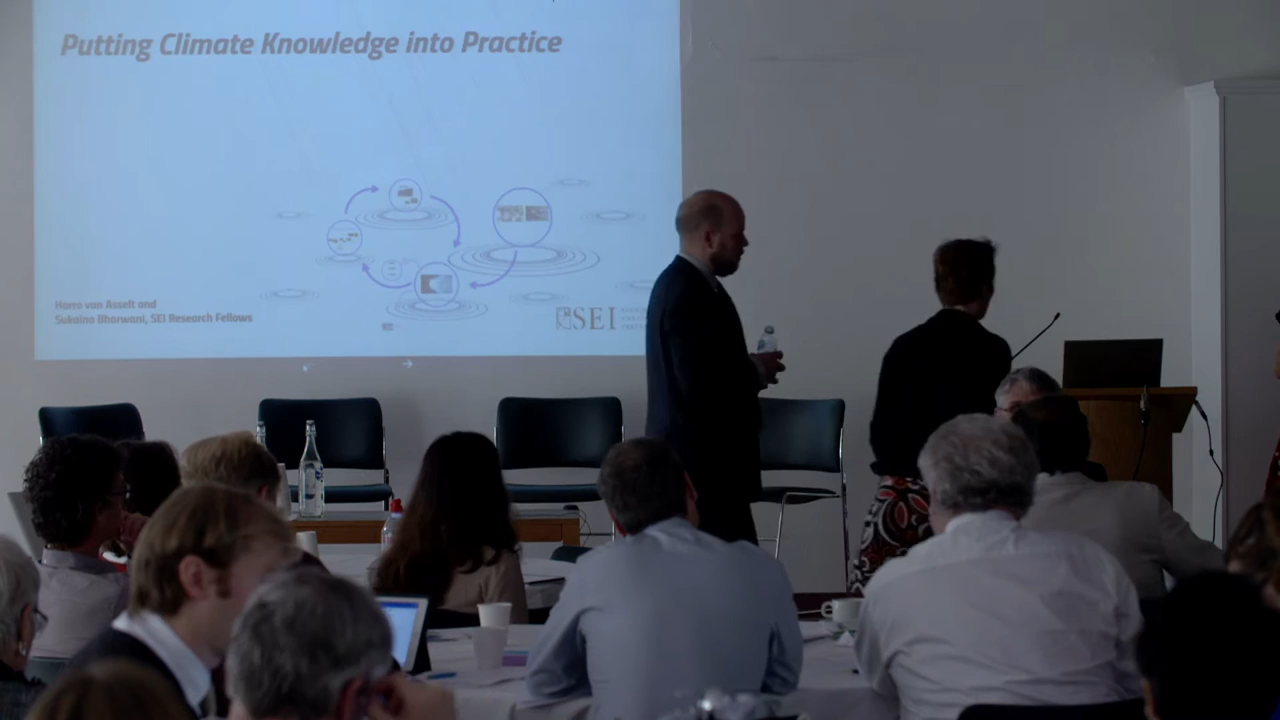 Putting Climate Knowledge into Practice
Harro van Asselt and
Sukaina Bharwani, SEI Research Fellows
SEI